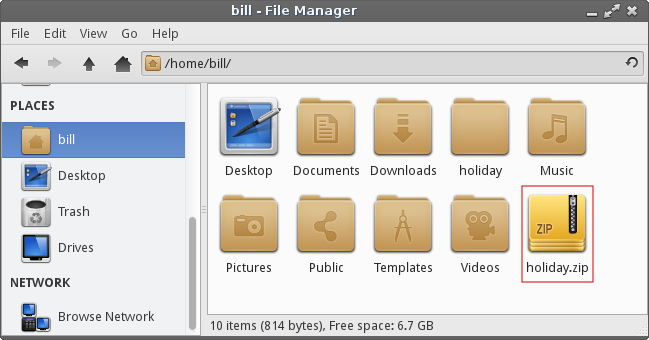 bill - File Manager
File Edit View Go Help
/home/bill/
PLACES
bill
Desktop
Trash
Drives
NETWORK
Browse Network
Desktop Documents Downloads holiday Music
Pictures Public Templates Videos ZIP holiday.zip
10 items (814 bytes), Free space: 6.7 GB